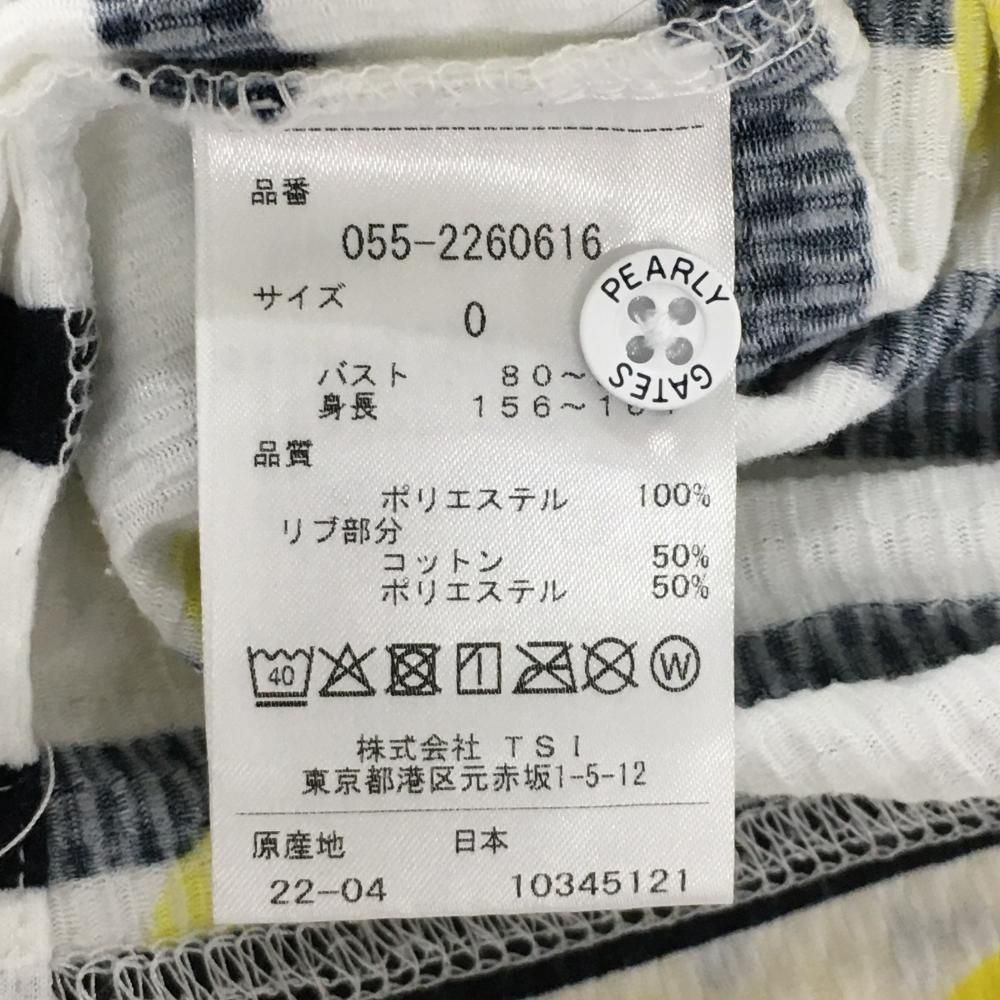 品番
055-2260616
サイズ
0
PEARLY
GATES
バスト 80~
身長 156~16
品質
ポリエステル 100%
リブ部分
コットン 50%
ポリエステル 50%
40
W
株式会社 TSI
東京都港区元赤坂1-5-12
原産地 日本
22-04 10345121